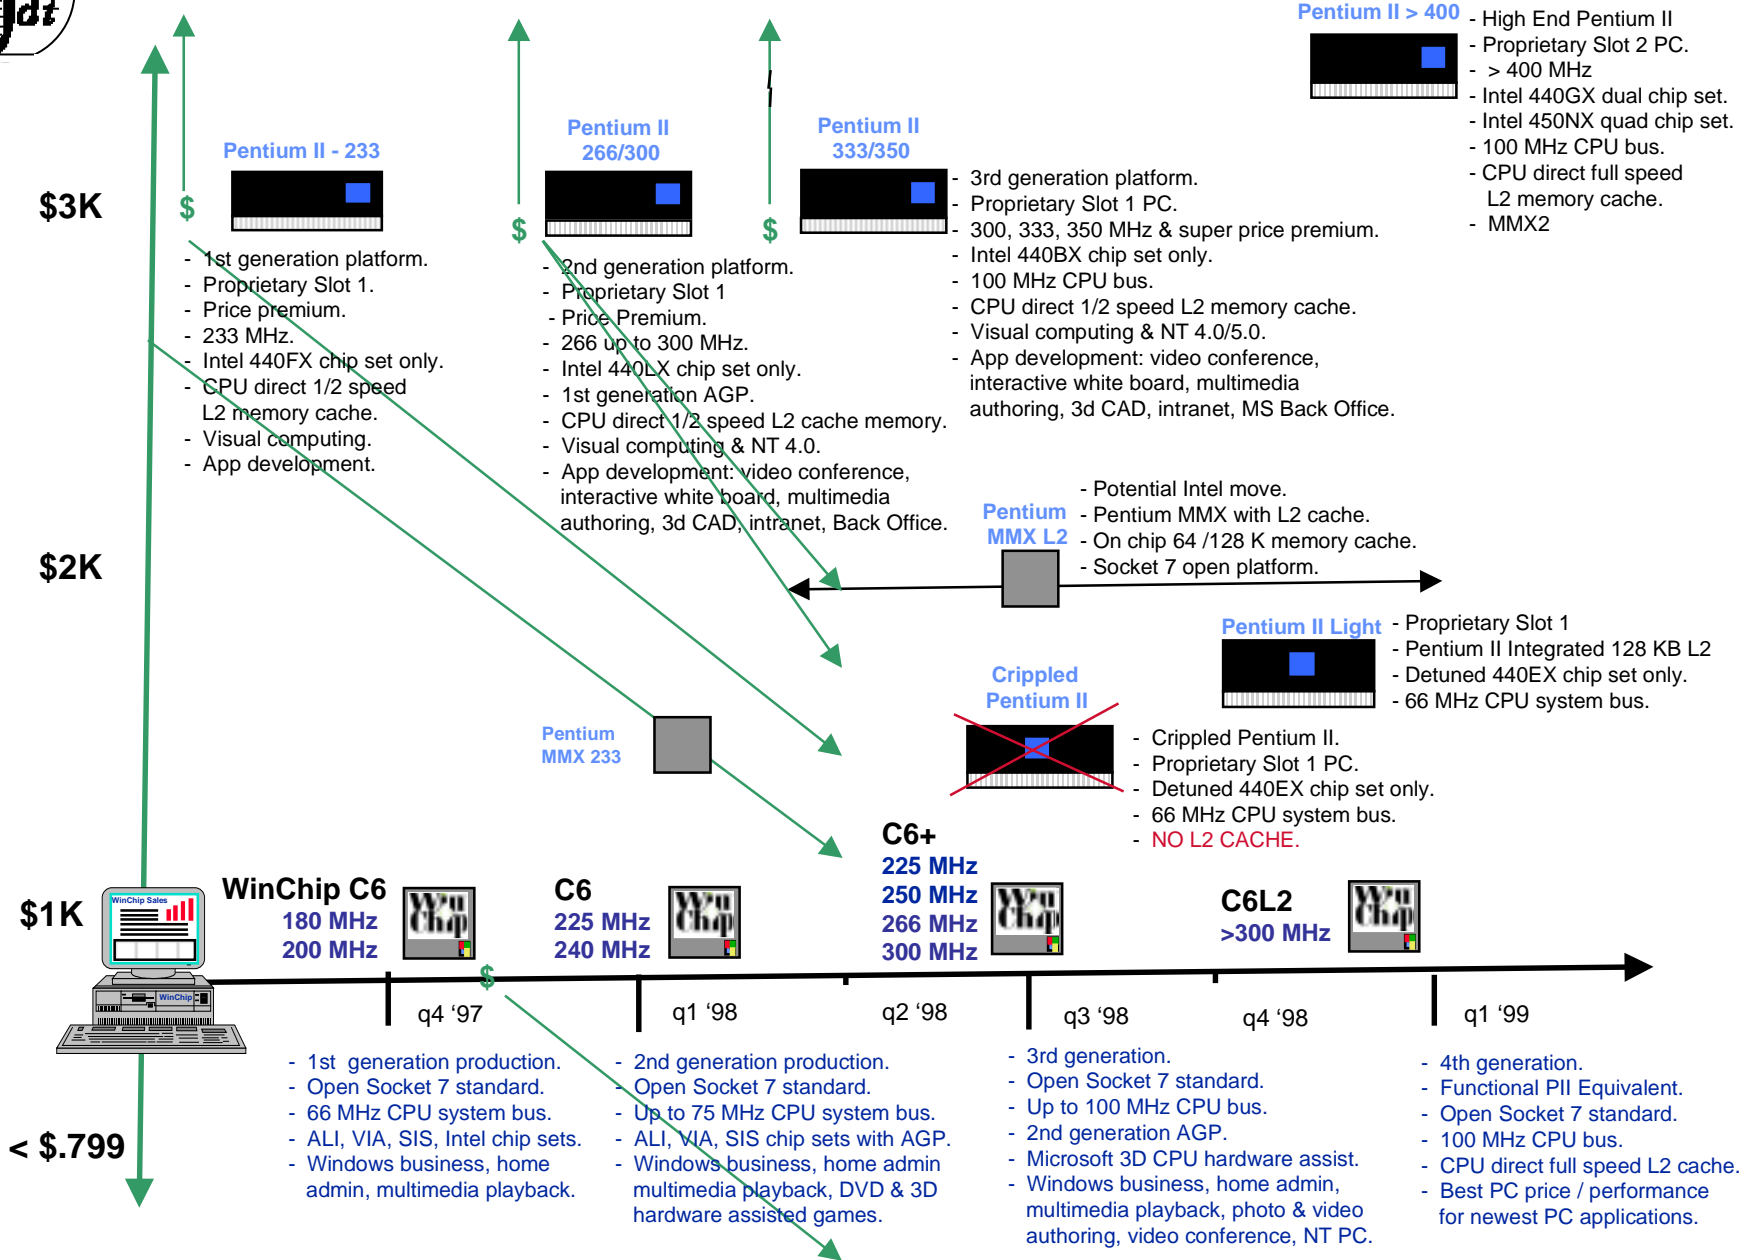 dt
Pentium II > 400
- High End Pentium II
- Proprietary Slot 2 PC.
- > 400 MHz
- Intel 440GX dual chip set.
- Intel 450NX quad chip set.
- 100 MHz CPU bus.
- CPU direct full speed
L2 memory cache.
- MMX2
$3K
$
Pentium II - 233
- 1st generation platform.
- Proprietary Slot 1.
- Price premium.
- 233 MHz.
- Intel 440FX chip set only.
- CPU direct 1/2 speed
L2 memory cache.
- Visual computing.
- App development.
$
Pentium II
266/300
- 2nd generation platform.
- Proprietary Slot 1
- Price Premium.
- 266 up to 300 MHz.
- Intel 440LX chip set only.
- 1st generation AGP.
- CPU direct 1/2 speed L2 cache memory.
- Visual computing & NT 4.0.
- App development: video conference,
interactive white board, multimedia
authoring, 3d CAD, intranet, Back Office.
$
Pentium II
333/350
- 3rd generation platform.
- Proprietary Slot 1 PC.
- 300, 333, 350 MHz & super price premium.
- Intel 440BX chip set only.
- 100 MHz CPU bus.
- CPU direct 1/2 speed L2 memory cache.
- Visual computing & NT 4.0/5.0.
- App development: video conference,
interactive white board, multimedia
authoring, 3d CAD, intranet, MS Back Office.
$2K
Pentium
MMX L2
- Potential Intel move.
- Pentium MMX with L2 cache.
- On chip 64 /128 K memory cache.
- Socket 7 open platform.
Pentium II Light
- Proprietary Slot 1
- Pentium II Integrated 128 KB L2
- Detuned 440EX chip set only.
- 66 MHz CPU system bus.
Pentium
MMX 233
Crippled
Pentium II
- Crippled Pentium II.
- Proprietary Slot 1 PC.
- Detuned 440EX chip set only.
- 66 MHz CPU system bus.
- NO L2 CACHE.
$1K
WinChip Sales
WinChip
WinChip C6
180 MHz
200 MHz
Win
Chip
C6
225 MHz
240 MHz
Win
Chip
C6+
225 MHz
250 MHz
266 MHz
300 MHz
Win
Chip
C6L2
>300 MHz
Win
Chip
$
q4 ‘97
q1 ‘98
q2 ‘98
q3 ‘98
q4 ‘98
q1 ‘99
< $.799
- 1st generation production.
- Open Socket 7 standard.
- 66 MHz CPU system bus.
- ALI, VIA, SIS, Intel chip sets.
- Windows business, home
admin, multimedia playback.
- 2nd generation production.
- Open Socket 7 standard.
- Up to 75 MHz CPU system bus.
- ALI, VIA, SIS chip sets with AGP.
- Windows business, home admin
multimedia playback, DVD & 3D
hardware assisted games.
- 3rd generation.
- Open Socket 7 standard.
- Up to 100 MHz CPU bus.
- 2nd generation AGP.
- Microsoft 3D CPU hardware assist.
- Windows business, home admin,
multimedia playback, photo & video
authoring, video conference, NT PC.
- 4th generation.
- Functional PII Equivalent.
- Open Socket 7 standard.
- 100 MHz CPU bus.
- CPU direct full speed L2 cache.
- Best PC price / performance
for newest PC applications.